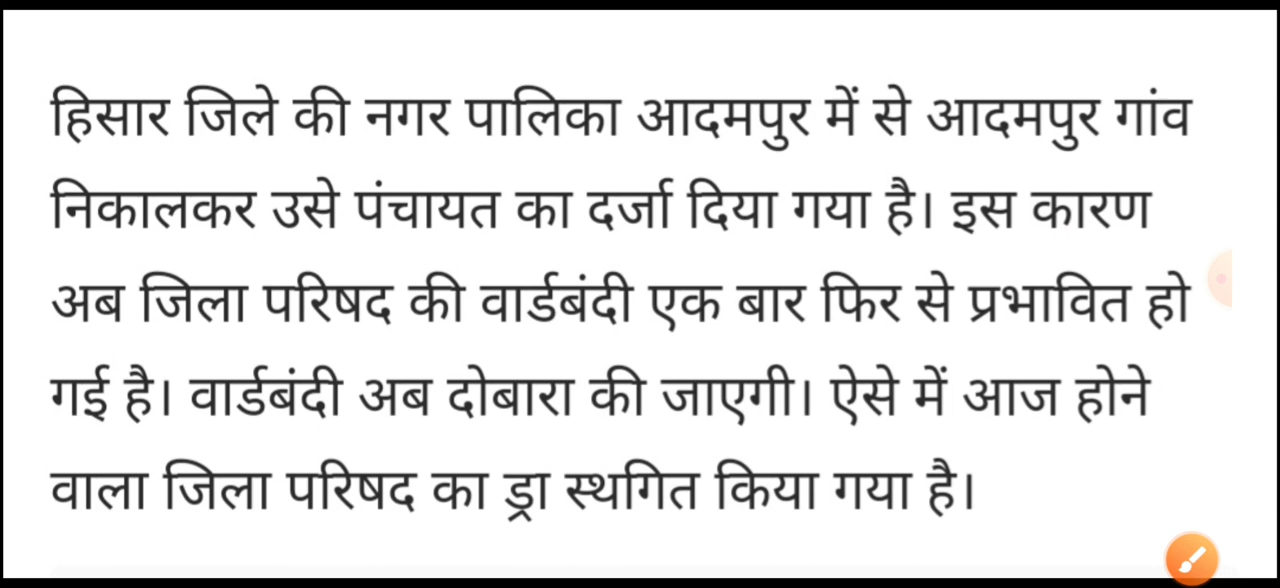 हिसार जिले की नगर पालिका आदमपुर में से आदमपुर गांव
निकालकर उसे पंचायत का दर्जा दिया गया है। इस कारण
अब जिला परिषद की वार्डबंदी एक बार फिर से प्रभावित हो
गई है। वार्डबंदी अब दोबारा की जाएगी। ऐसे में आज होने
वाला जिला परिषद का ड्रा स्थगित किया गया है।